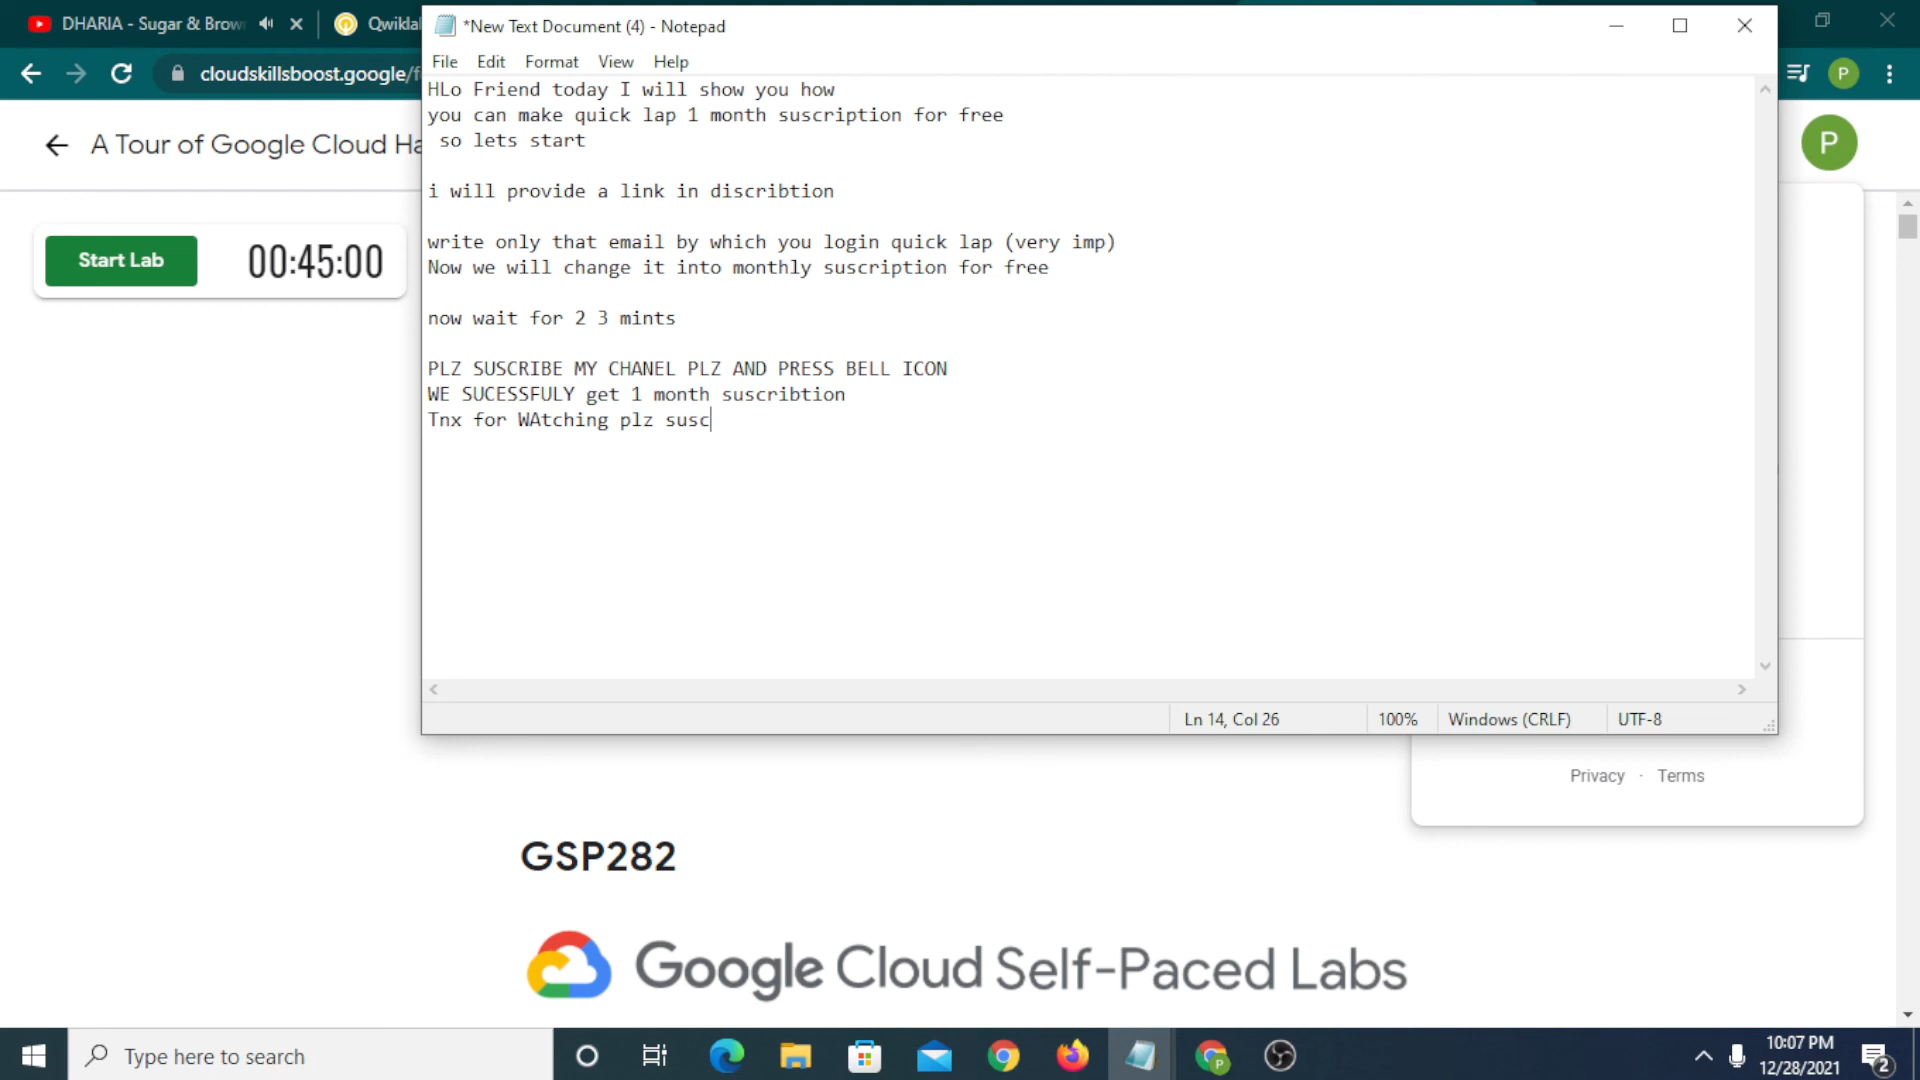 DHARIA - Sugar & Brow
Qwiklal
*New Text Document (4) - Notepad
cloudskillsboost.google/f
P
File Edit Format View Help
A Tour of Google Cloud Ha
P
Start Lab
00:45:00
HLo Friend today I will show you how
you can make quick lap 1 month suscription for free
so lets start
i will provide a link in discribtion
write only that email by which you login quick lap (very imp)
Now we will change it into monthly suscription for free
now wait for 2 3 mints
PLZ SUSCRIBE MY CHANEL PLZ AND PRESS BELL ICON
WE SUCESSFULY get 1 month suscribtion
Tnx for WAtching plz susc
Ln 14, Col 26
100%
Windows (CRLF)
UTF-8
Privacy · Terms
GSP282
Google Cloud Self-Paced Labs
Type here to search
P
10:07 PM
12/28/2021
2